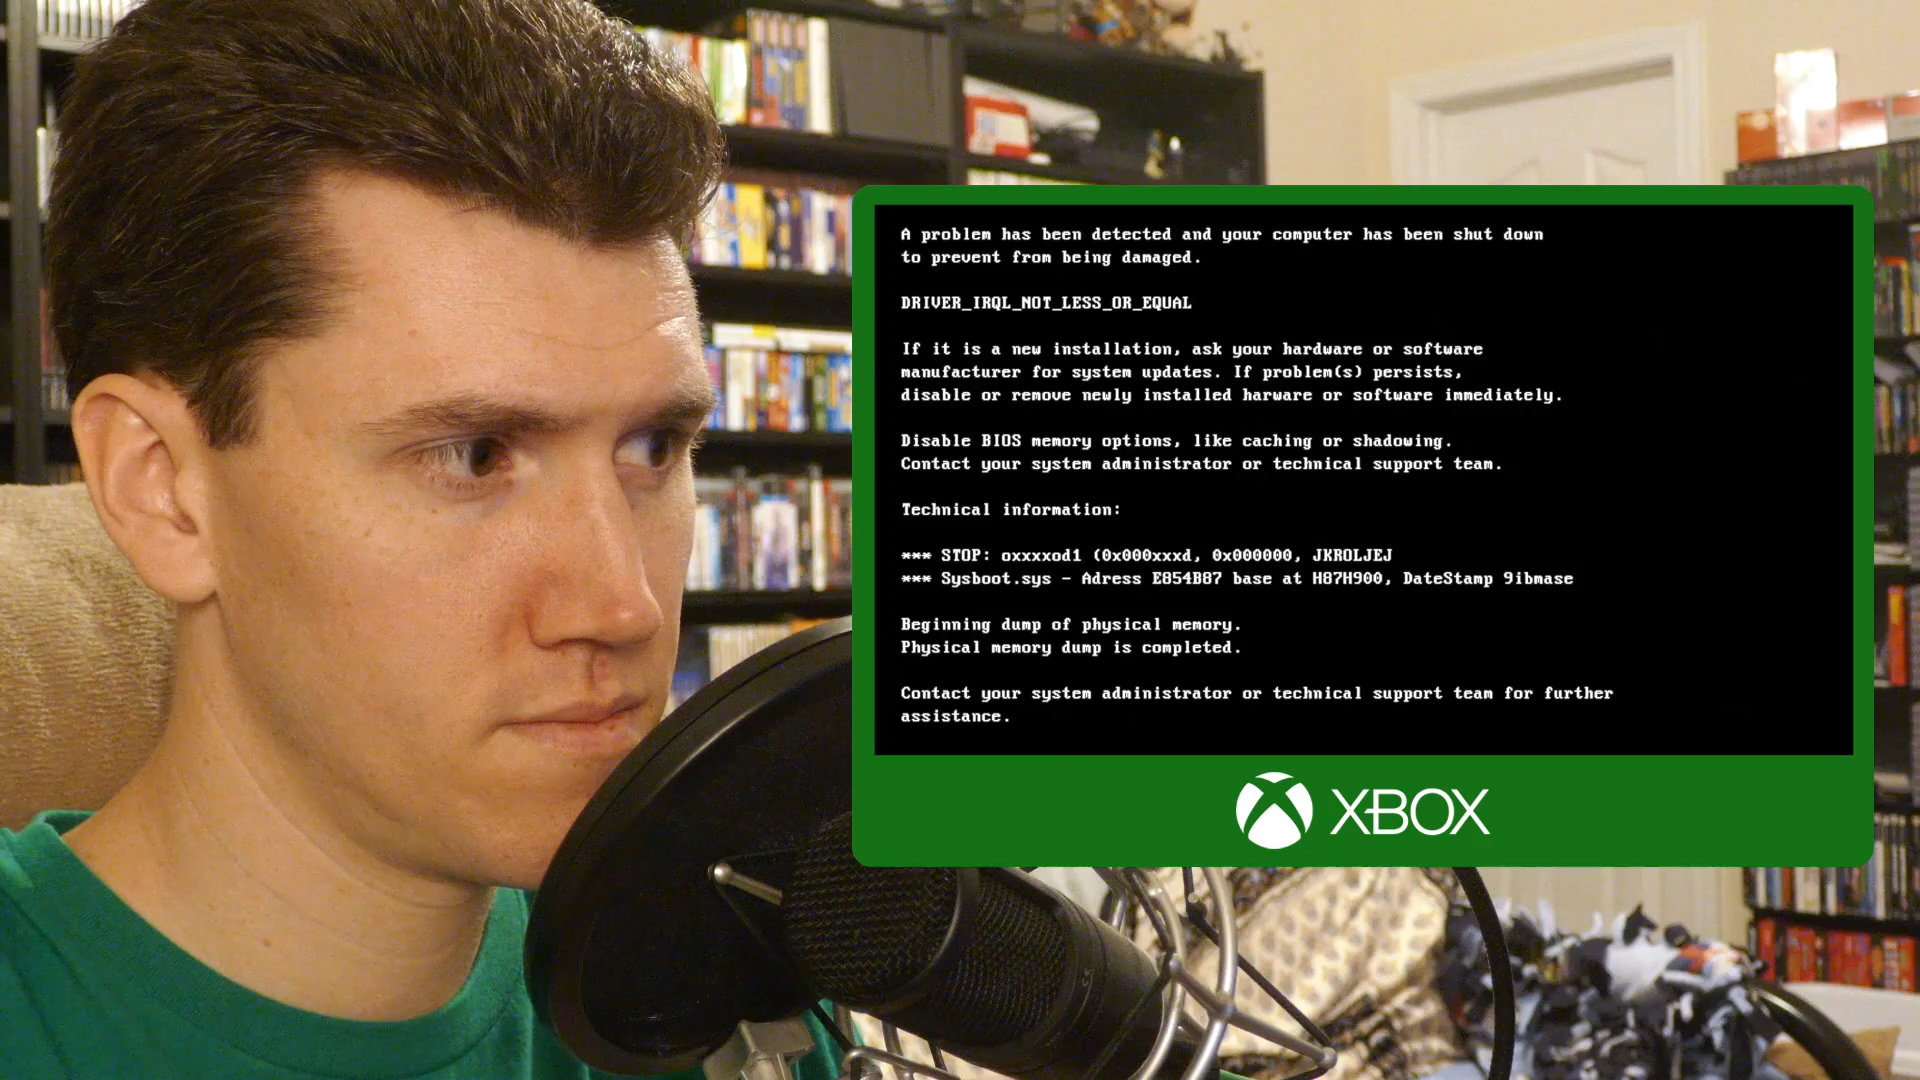 A problem has been detected and your computer has been shut down
to prevent from being damaged.
DRIVER_IRQL_NOT_LESS_OR_EQUAL
If it is a new installation, ask your hardware or software
manufacturer for system updates. If problem(s) persists,
disable or remove newly installed harware or software immediately.
Disable BIOS memory options, like caching or shadowing.
Contact your system administrator or technical support team.
Technical information:
*** STOP: oxxxxod1 (0x000xxxd, 0x000000, JKROLJEJ
*** Sysboot.sys - Adress E854B87 base at H87H900, DateStamp 9ibmase
Beginning dump of physical memory.
Physical memory dump is completed.
Contact your system administrator or technical support team for further
assistance.
XBOX